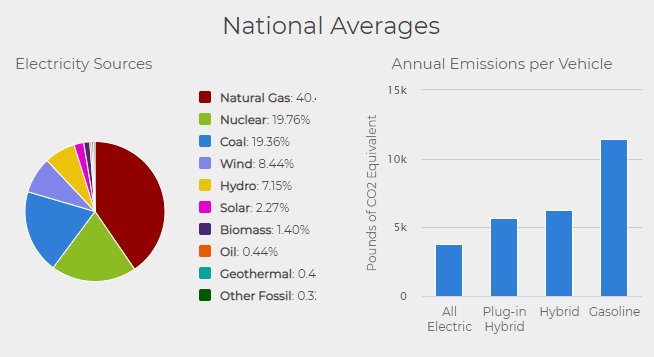 National Averages
Electricity Sources
Natural Gas: 40.4
Nuclear: 19.76%
Coal: 19.36%
Wind: 8.44%
Hydro: 7.15%
Solar: 2.27%
Biomass: 1.40%
Oil: 0.44%
Geothermal: 0.4
Other Fossil: 0.3
Annual Emissions per Vehicle
Pounds of CO2 Equivalent
15k
10k
5k
0
All Electric
Plug-in Hybrid
Hybrid
Gasoline